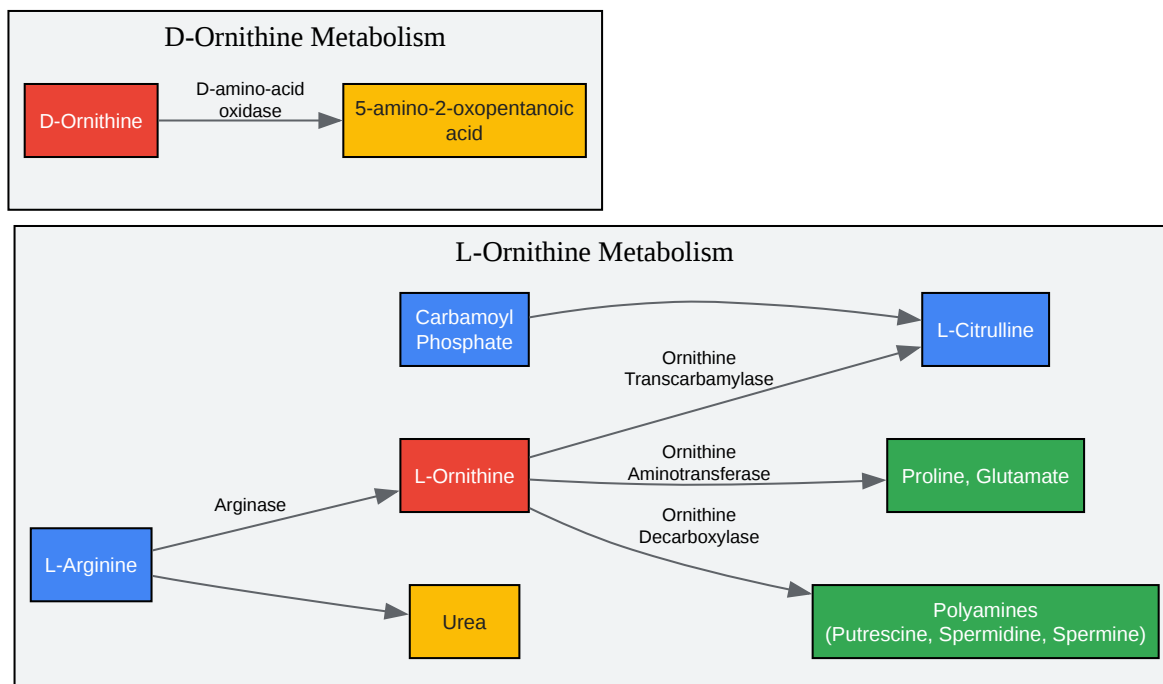 D-Ornithine Metabolism
D-Ornithine
D-amino-acid
oxidase
5-amino-2-oxopentanoic
acid
L-Ornithine Metabolism
Carbamoyl
Phosphate
L-Citrulline
Ornithine
Transcarbamylase
L-Ornithine
Ornithine
Aminotransferase
Proline, Glutamate
Arginase
Ornithine
Decarboxylase
L-Arginine
Urea
Polyamines
(Putrescine, Spermidine, Spermine)